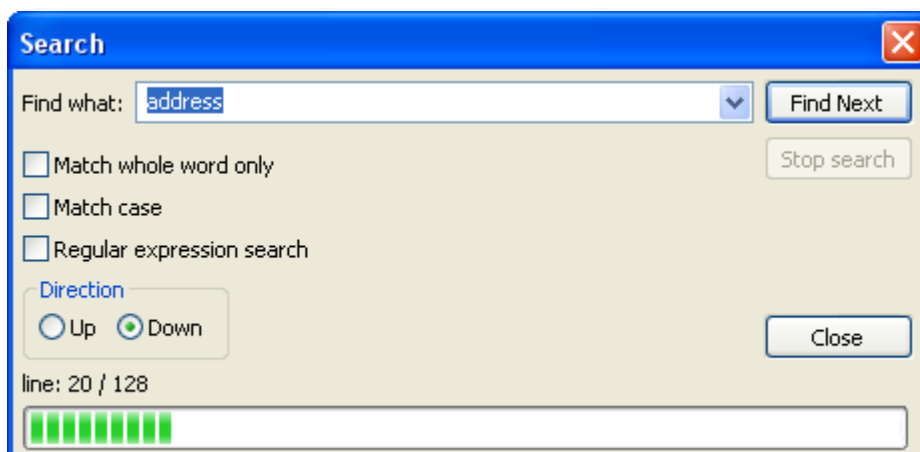 Search
Find what: address Find Next
Match whole word only Stop search
Match case
Regular expression search
Direction
Up Down
Close
line: 20 / 128